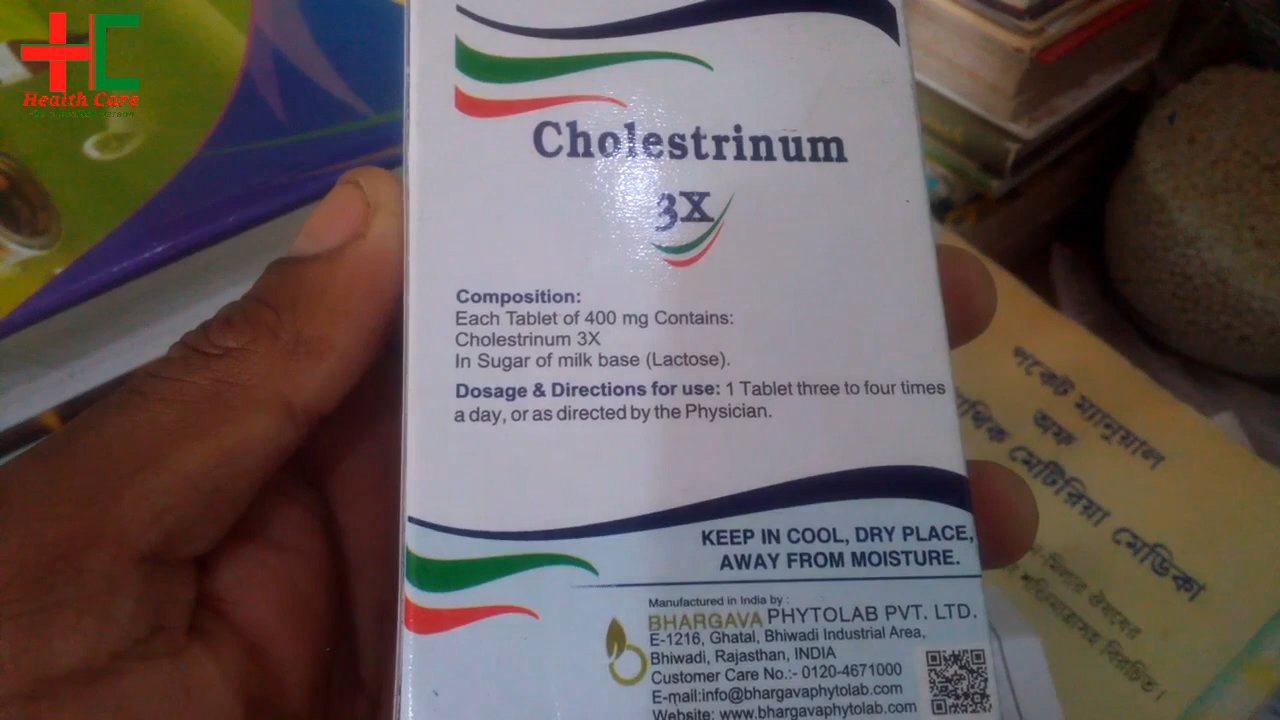 HC
Health Care
Cholestrinum
3X
Composition:
Each Tablet of 400 mg Contains:
Cholestrinum 3X
In Sugar of milk base (Lactose).
Dosage & Directions for use: 1 Tablet three to four times
a day, or as directed by the Physician.
KEEP IN COOL, DRY PLACE,
AWAY FROM MOISTURE.
Manufactured in India by :
BHARGAVA PHYTOLAB PVT. LTD.
E-1216, Ghatal, Bhiwadi Industrial Area,
Bhiwadi, Rajasthan, INDIA
Customer Care No.:- 0120-4671000
E-mail:info@bhargavaphytolab.com
Website: www.bhargavaphytolab.com
পকেট ম্যানুয়াল
অফ
মেটিরিয়া মেডিকা